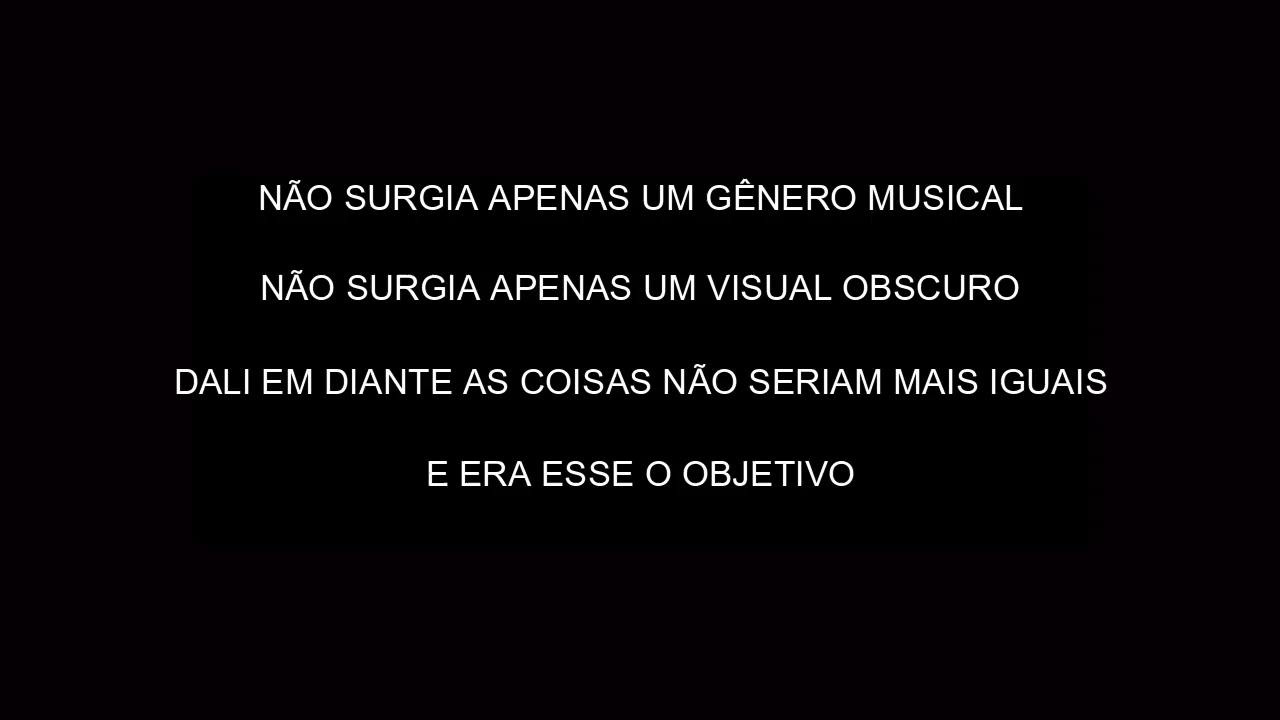 NÃO SURGIA APENAS UM GÊNERO MUSICAL
NÃO SURGIA APENAS UM VISUAL OBSCURO
DALI EM DIANTE AS COISAS NÃO SERIAM MAIS IGUAIS
E ERA ESSE O OBJETIVO